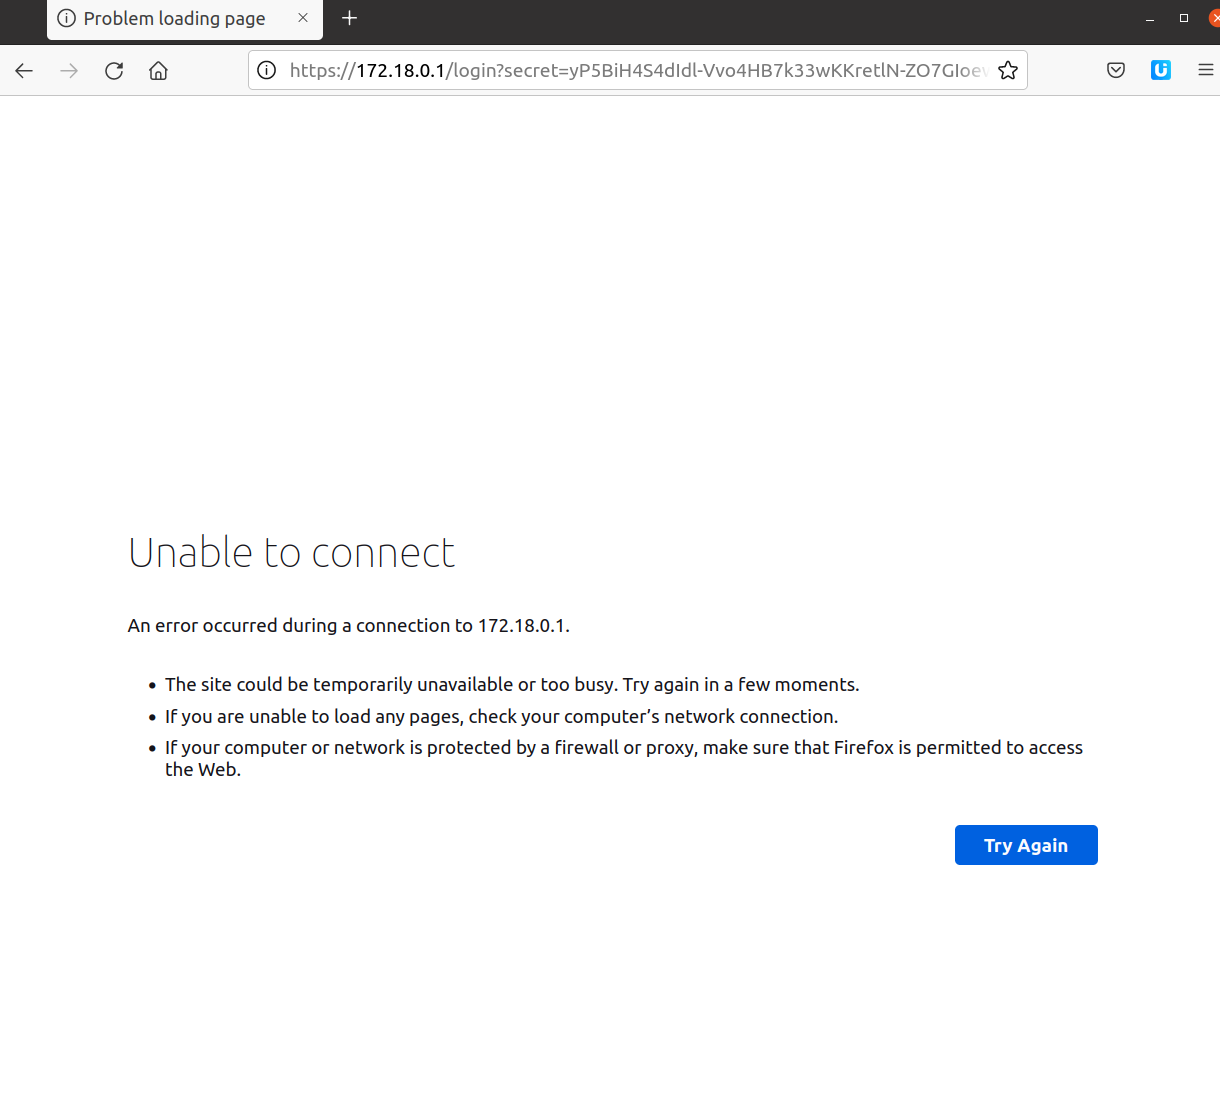 Problem loading page
https://172.18.0.1/login?secret=yP5BiH4S4dIdl-Vvo4HB7k33wKKretlN-ZO7GIoev
Unable to connect
An error occurred during a connection to 172.18.0.1.
The site could be temporarily unavailable or too busy. Try again in a few moments.
If you are unable to load any pages, check your computer’s network connection.
If your computer or network is protected by a firewall or proxy, make sure that Firefox is permitted to access
the Web.
Try Again